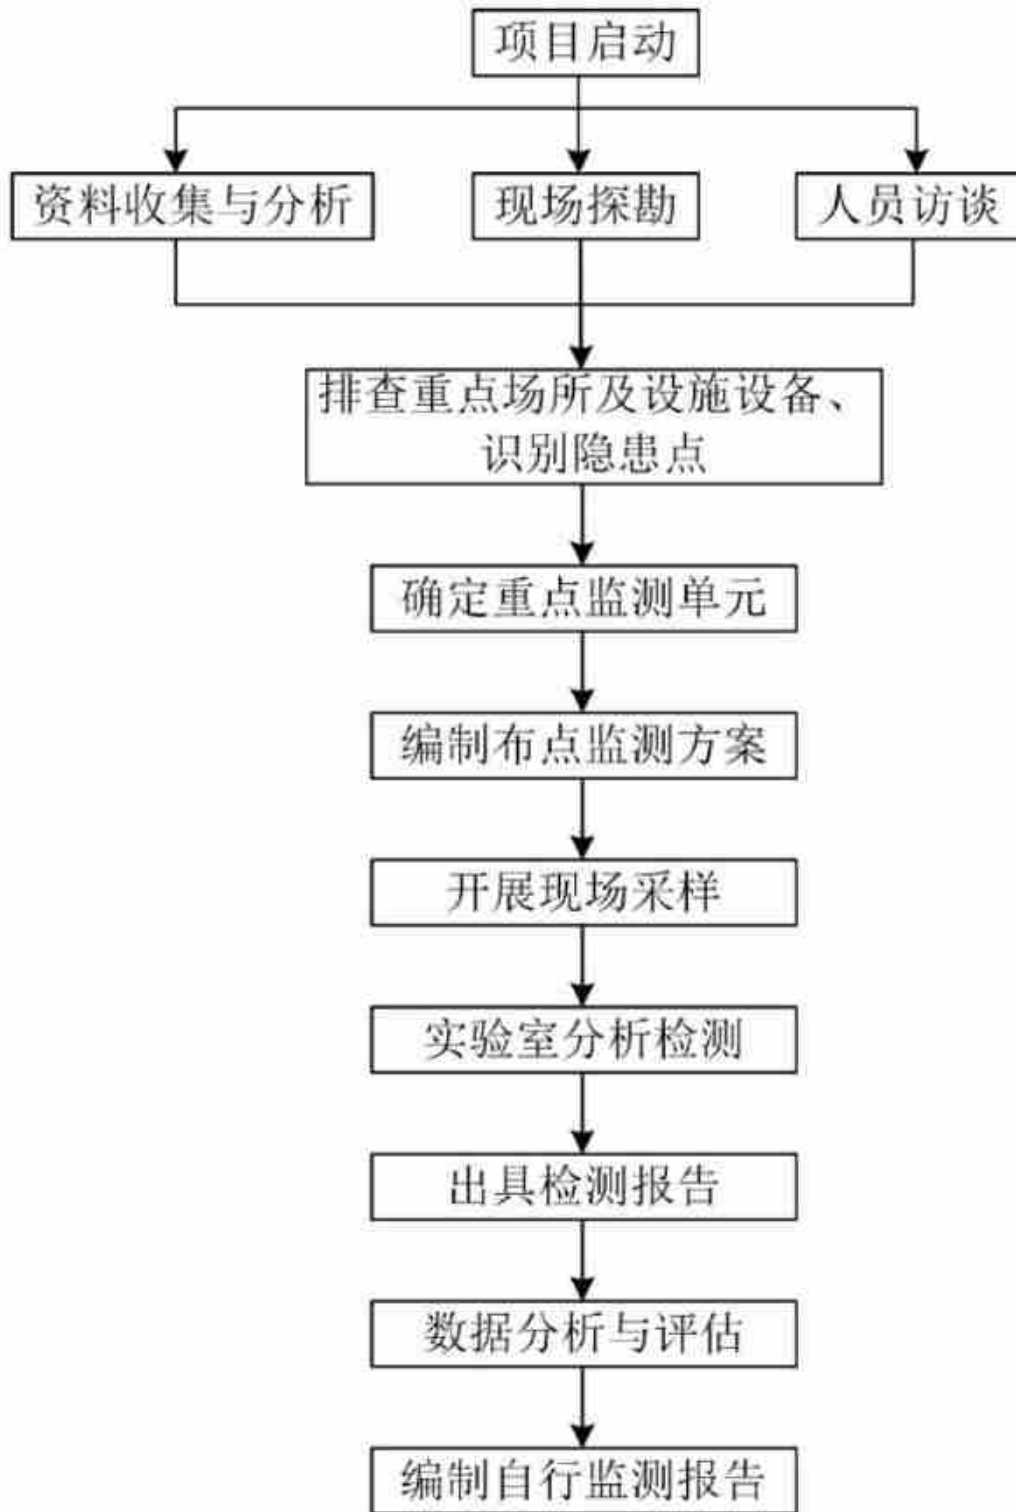 项目启动
资料收集与分析
现场探勘
人员访谈
排查重点场所及设施设备、
识别隐患点
确定重点监测单元
编制布点监测方案
开展现场采样
实验室分析检测
出具检测报告
数据分析与评估
编制自行监测报告